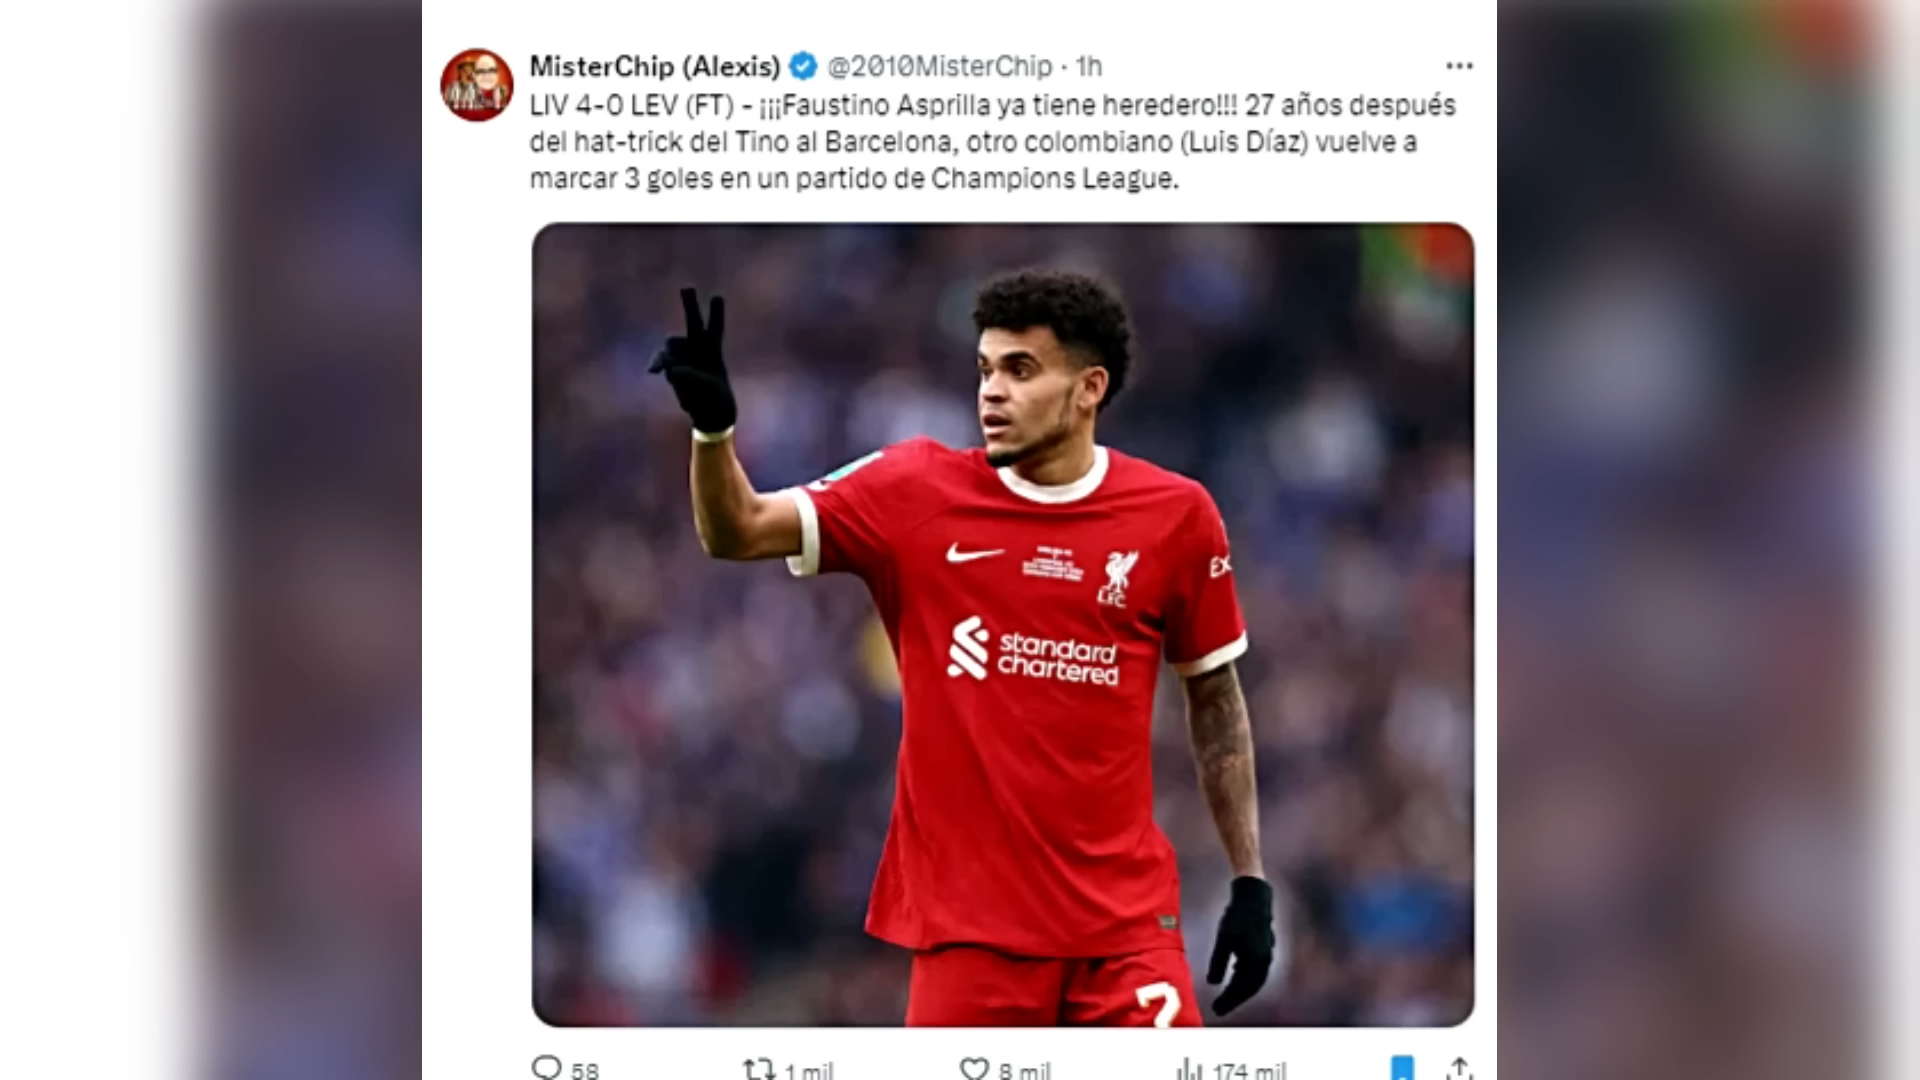 MisterChip (Alexis) @2010MisterChip · 1h
LIV 4-0 LEV (FT) - ¡¡¡Faustino Asprilla ya tiene heredero!!! 27 años después
del hat-trick del Tino al Barcelona, otro colombiano (Luis Díaz) vuelve a
marcar 3 goles en un partido de Champions League.
Ex
L.F.C.
standard
chartered
7
58 1 mil 8 mil 174 mil